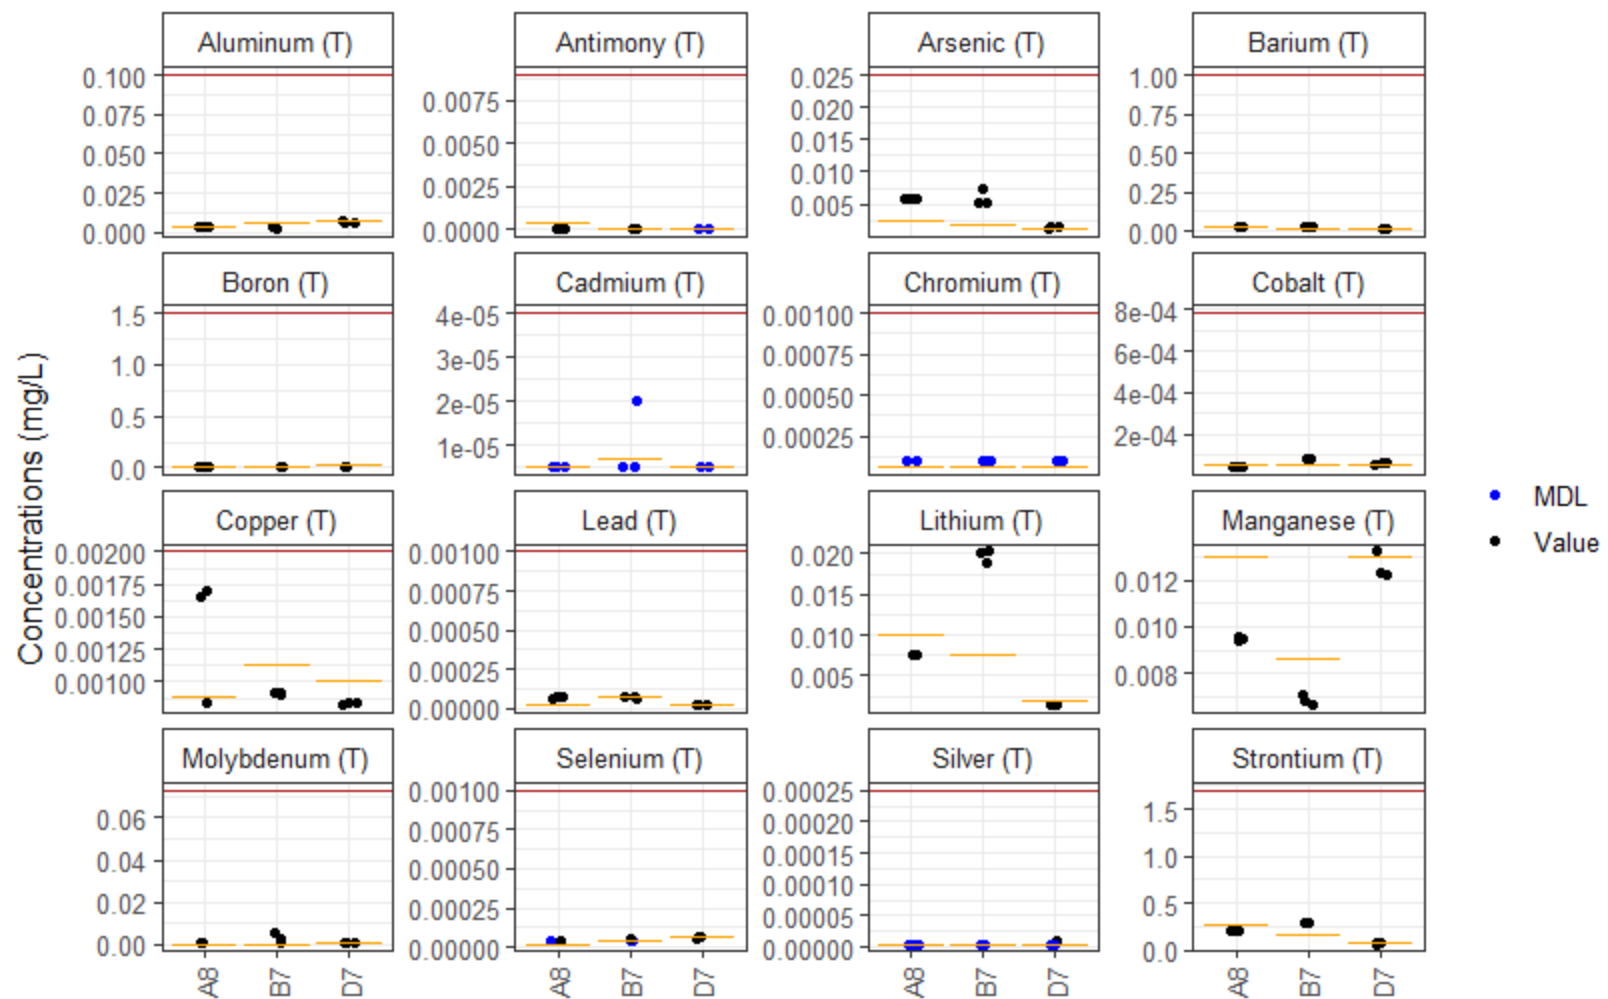 Aluminum (T)
0.100
0.075
0.050
0.025
0.000
Antimony (T)
0.0075
0.0050
0.0025
0.0000
Arsenic (T)
0.025
0.020
0.015
0.010
0.005
Barium (T)
1.00
0.75
0.50
0.25
0.00
Boron (T)
1.5
1.0
0.5
0.0
Cadmium (T)
4e-05
3e-05
2e-05
1e-05
Chromium (T)
0.00100
0.00075
0.00050
0.00025
Cobalt (T)
8e-04
6e-04
4e-04
2e-04
Copper (T)
0.00200
0.00175
0.00150
0.00125
0.00100
Lead (T)
0.00100
0.00075
0.00050
0.00025
0.00000
Lithium (T)
0.020
0.015
0.010
0.005
Manganese (T)
0.012
0.010
0.008
Molybdenum (T)
0.06
0.04
0.02
0.00
Selenium (T)
0.00100
0.00075
0.00050
0.00025
0.00000
Silver (T)
0.00025
0.00020
0.00015
0.00010
0.00005
0.00000
Strontium (T)
1.5
1.0
0.5
0.0
A8
B7
D7
A8
B7
D7
A8
B7
D7
A8
B7
D7
Concentrations (mg/L)
MDL
Value